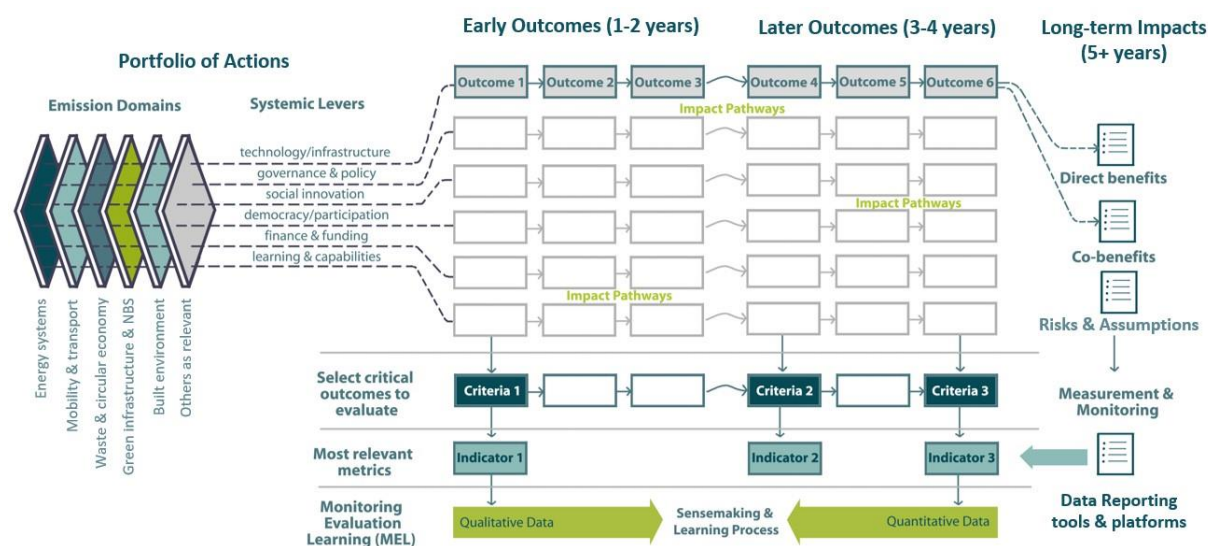 Early Outcomes (1-2 years)
Later Outcomes (3-4 years)
Long-term Impacts
(5+ years)
Portfolio of Actions
Emission Domains
Systemic Levers
Outcome 1
Outcome 2
Outcome 3
Outcome 4
Outcome 5
Outcome 6
Impact Pathways
technology/infrastructure
governance & policy
social innovation
democracy/participation
finance & funding
learning & capabilities
Impact Pathways
Impact Pathways
Direct benefits
Co-benefits
Risks & Assumptions
Energy systems
Mobility & transport
Waste & circular economy
Green infrastructure & NBS
Built environment
Others as relevant
Select critical
outcomes to
evaluate
Criteria 1
Criteria 2
Criteria 3
Measurement &
Monitoring
Most relevant
metrics
Indicator 1
Indicator 2
Indicator 3
Monitoring
Evaluation
Learning (MEL)
Qualitative Data
Sensemaking &
Learning Process
Quantitative Data
Data Reporting
tools & platforms